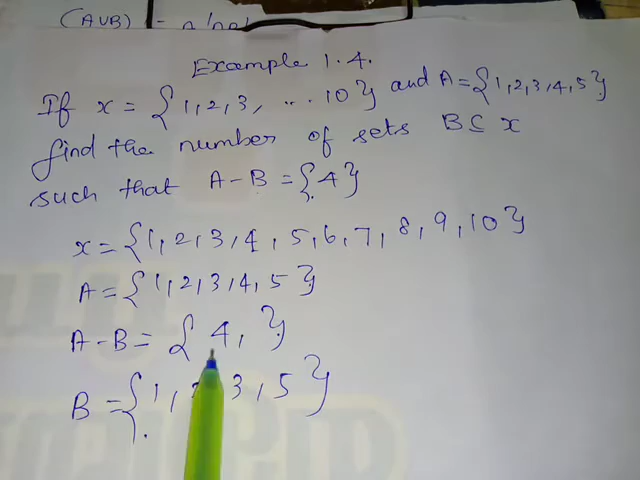 (AUB)
Example 1.4.
If x = {1, 2, 3, ... 10} and A = {1, 2, 3, 4, 5}
find the number of sets B ⊆ x
such that A - B = {4}
x = {1, 2, 3, 4, 5, 6, 7, 8, 9, 10}
A = {1, 2, 3, 4, 5}
A - B = { 4, }
B = {1, 3, 5}